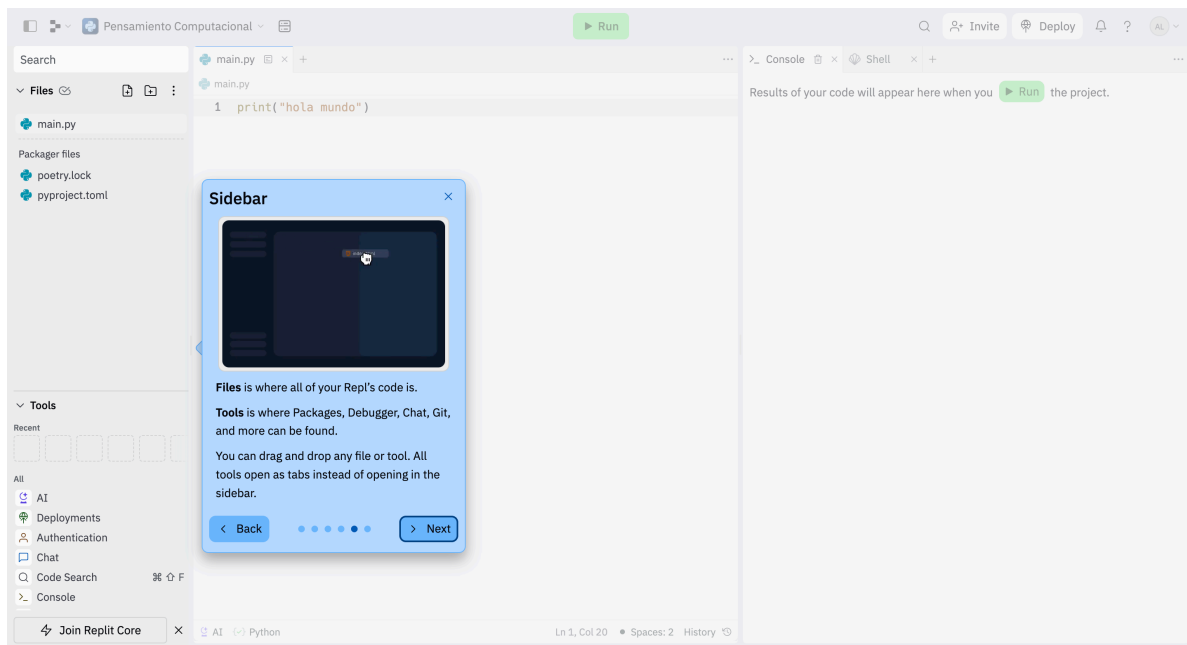 Pensamiento Computacional
Run
Invite
Deploy
?
AL
Search
main.py
Console
Shell
Files
main.py
1 print("hola mundo")
Results of your code will appear here when you Run the project.
main.py
Packager files
poetry.lock
pyproject.toml
Sidebar
Files is where all of your Repl's code is.
Tools is where Packages, Debugger, Chat, Git,
and more can be found.
You can drag and drop any file or tool. All
tools open as tabs instead of opening in the
sidebar.
Back
Next
Tools
Recent
All
AI
Deployments
Authentication
Chat
Code Search ⌘ ⇧ F
Console
Join Replit Core
AI
Python
Ln 1, Col 20
Spaces: 2
History